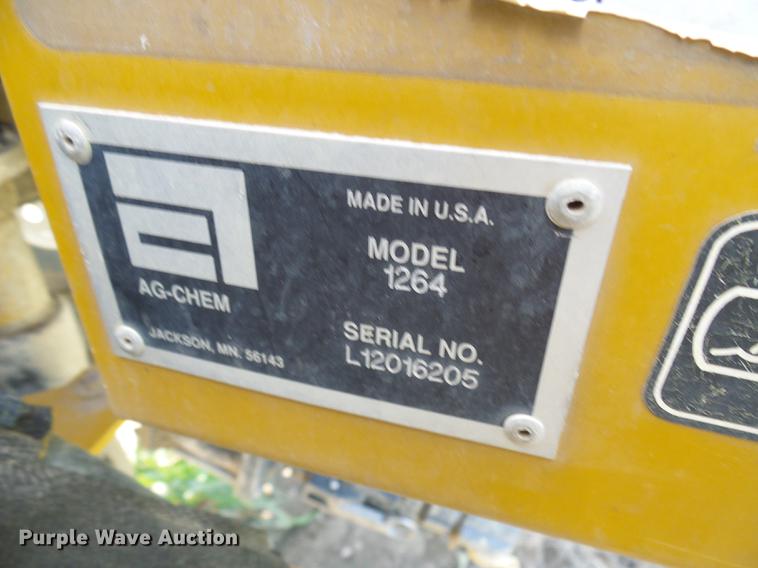 MADE IN U.S.A.
MODEL
1264
AG-CHEM
SERIAL NO.
JACKSON, MN. 56143
L12016205
Purple Wave Auction